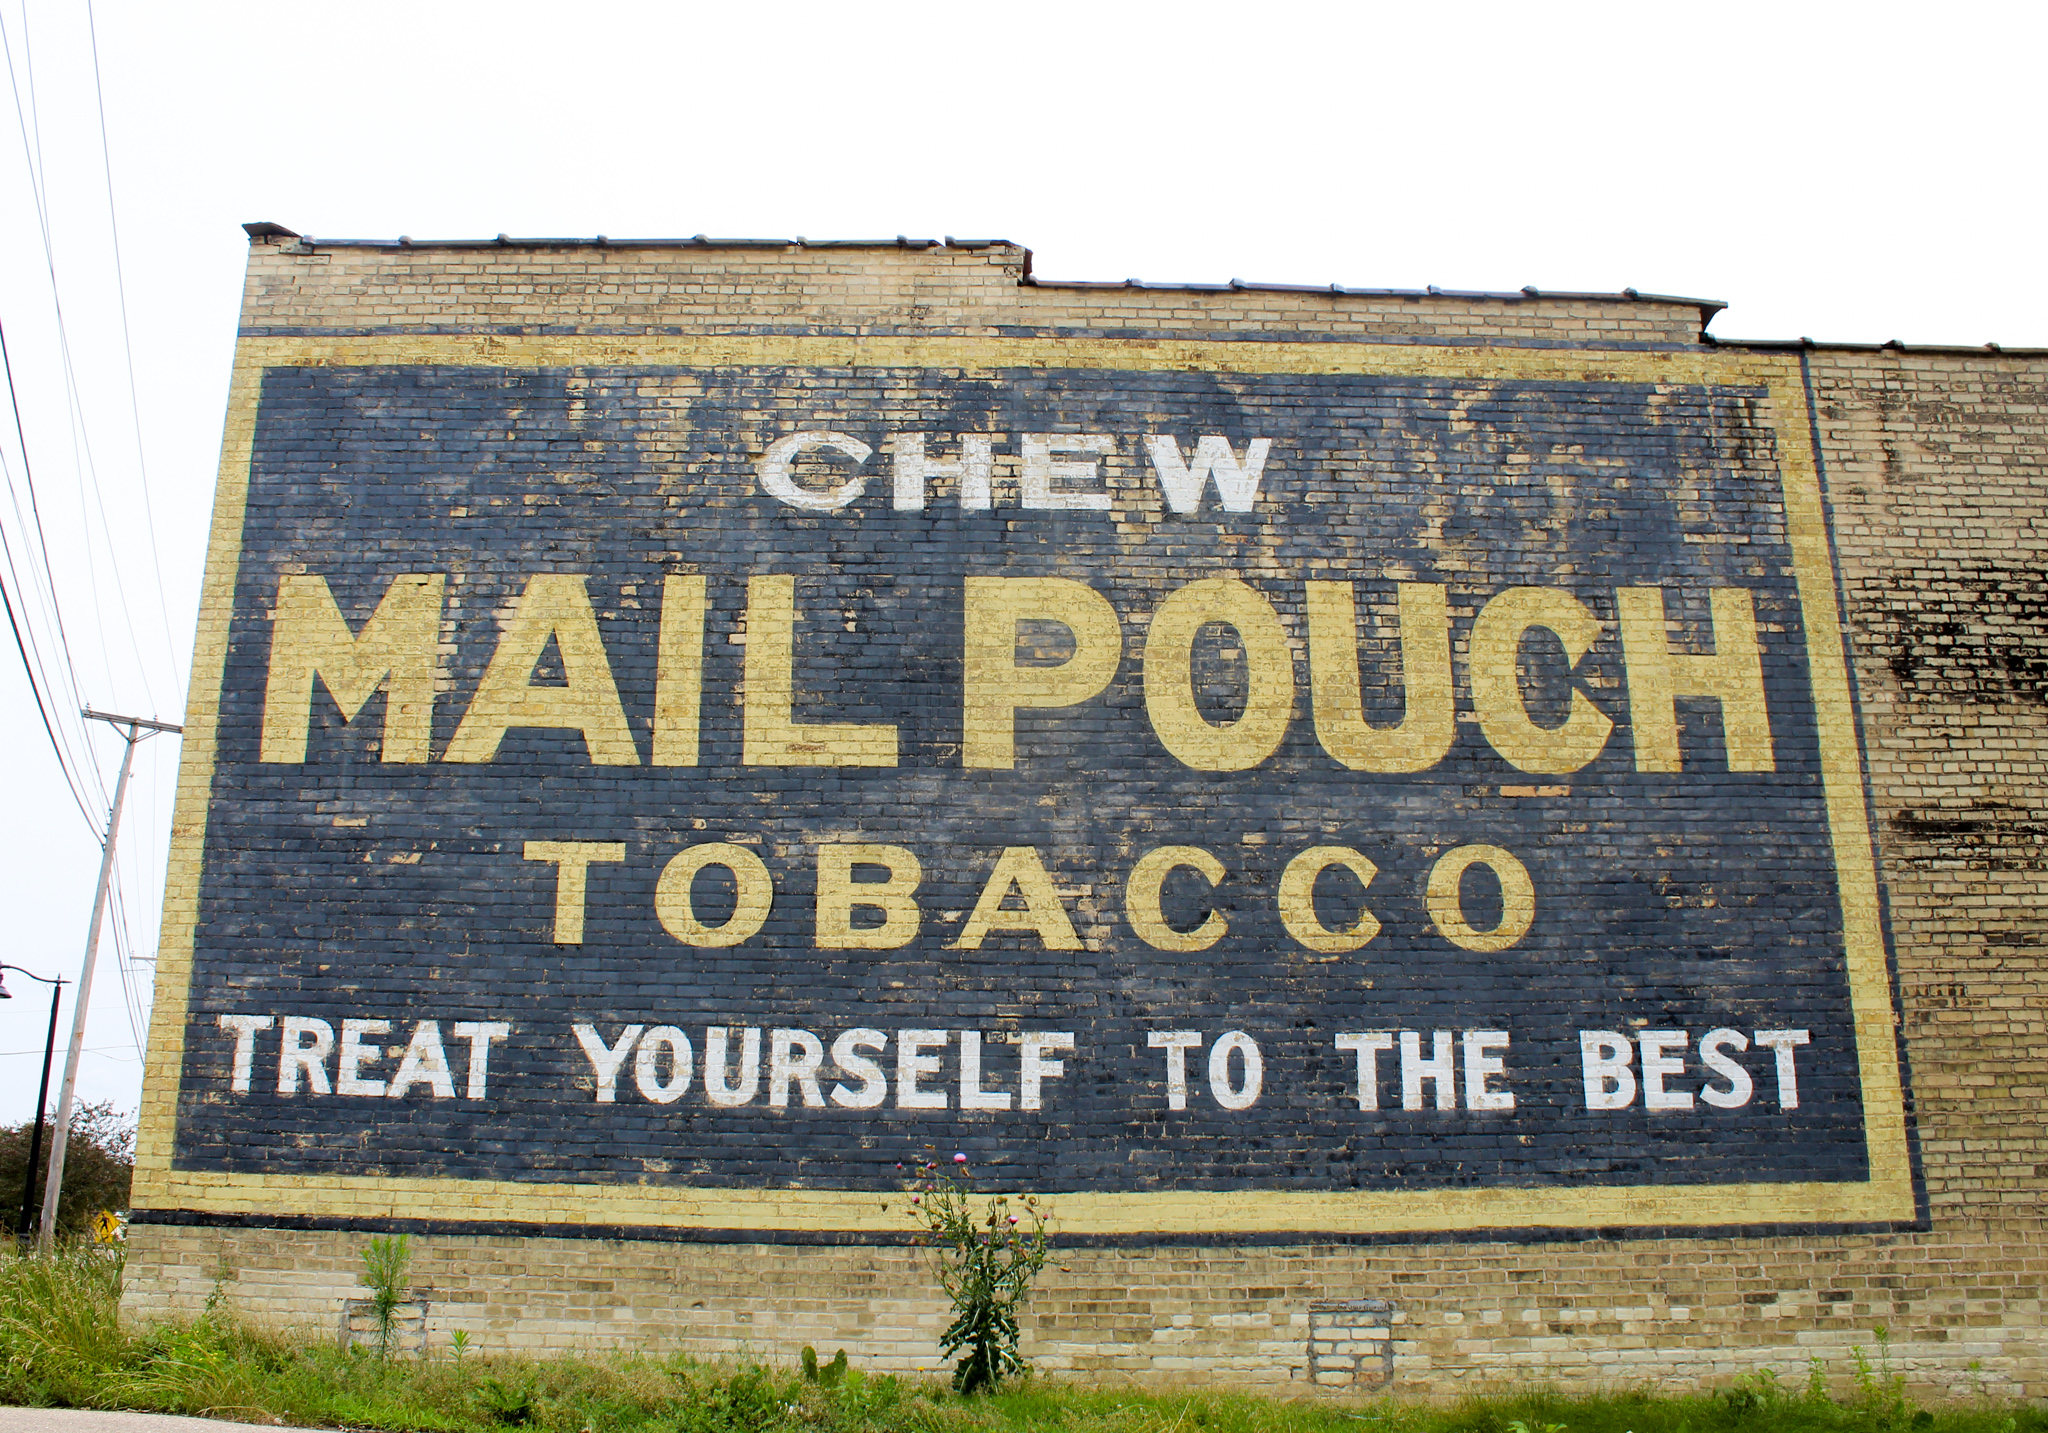 CHEW
MAIL POUCH
TOBACCO
TREAT YOURSELF TO THE BEST